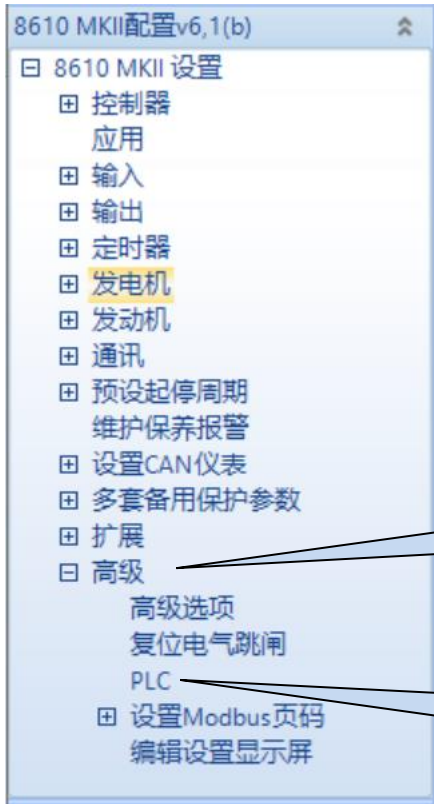 8610 MKII配置v6,1(b)
8610 MKII 设置
控制器
应用
输入
输出
定时器
发电机
发动机
通讯
预设起停周期
维护保养报警
设置CAN仪表
多套备用保护参数
扩展
高级
高级选项
复位电气跳闸
PLC
设置Modbus页码
编辑设置显示屏